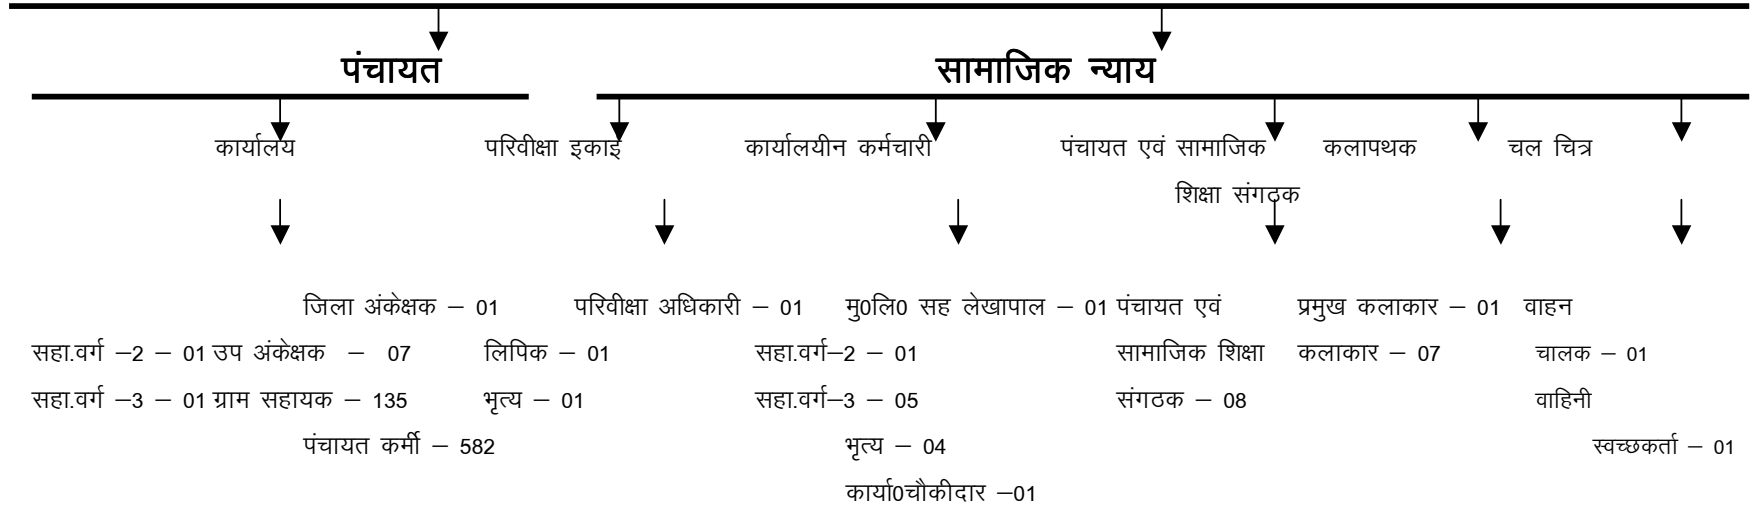 पंचायत सामाजिक न्याय
कार्यालय परिवीक्षा इकाई कार्यालयीन कर्मचारी पंचायत एवं सामाजिक कलापथक चल चित्र
शिक्षा संगठक
जिला अंकेक्षक – 01 परिवीक्षा अधिकारी – 01 मु0लि0 सह लेखापाल – 01 पंचायत एवं प्रमुख कलाकार – 01 वाहन
सहा.वर्ग –2 – 01 उप अंकेक्षक – 07 लिपिक – 01 सहा.वर्ग–2 – 01 सामाजिक शिक्षा कलाकार – 07 चालक – 01
सहा.वर्ग –3 – 01 ग्राम सहायक – 135 भृत्य – 01 सहा.वर्ग–3 – 05 संगठक – 08 वाहिनी
पंचायत कर्मी – 582 भृत्य – 04 स्वच्छकर्ता – 01
कार्या0चौकीदार –01